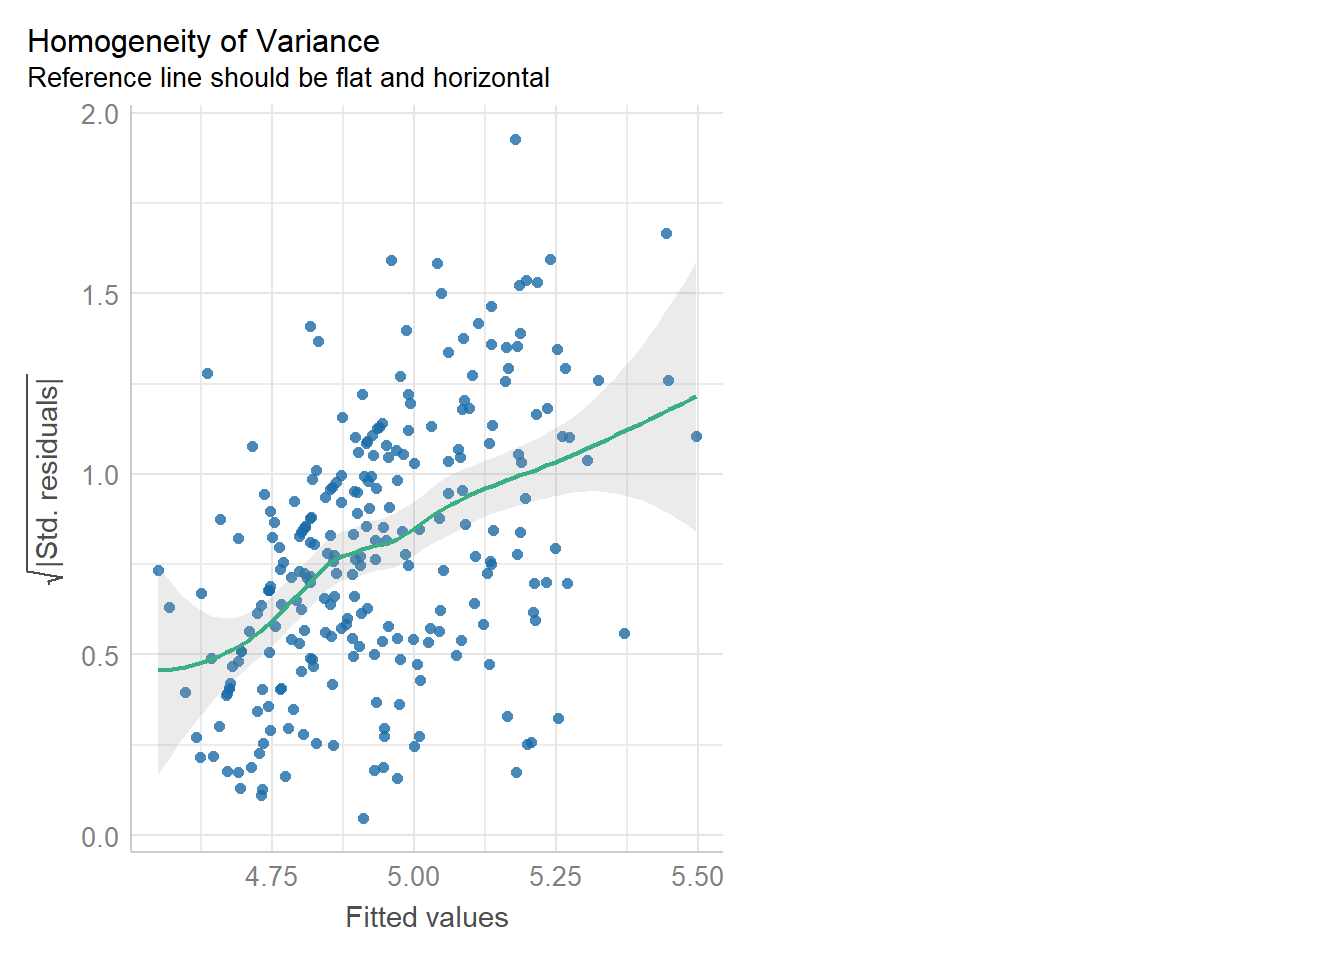 Homogeneity of Variance
Reference line should be flat and horizontal
√|Std. residuals|
2.0
1.5
1.0
0.5
0.0
4.75 5.00 5.25 5.50
Fitted values